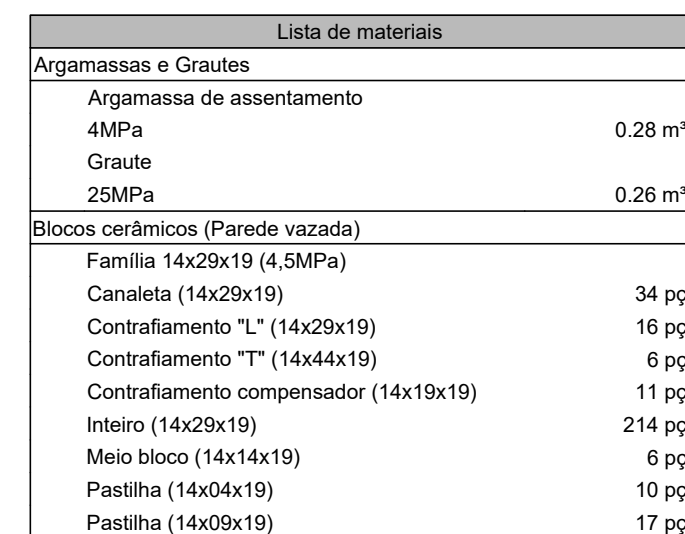 Lista de materiais
Argamassas e Grautes
Argamassa de assentamento
4MPa 0.28 m³
Graute
25MPa 0.26 m³
Blocos cerâmicos (Parede vazada)
Família 14x29x19 (4,5MPa)
Canaleta (14x29x19) 34 pç
Contrafiamento "L" (14x29x19) 16 pç
Contrafiamento "T" (14x44x19) 6 pç
Contrafiamento compensador (14x19x19) 11 pç
Inteiro (14x29x19) 214 pç
Meio bloco (14x14x19) 6 pç
Pastilha (14x04x19) 10 pç
Pastilha (14x09x19) 17 pç